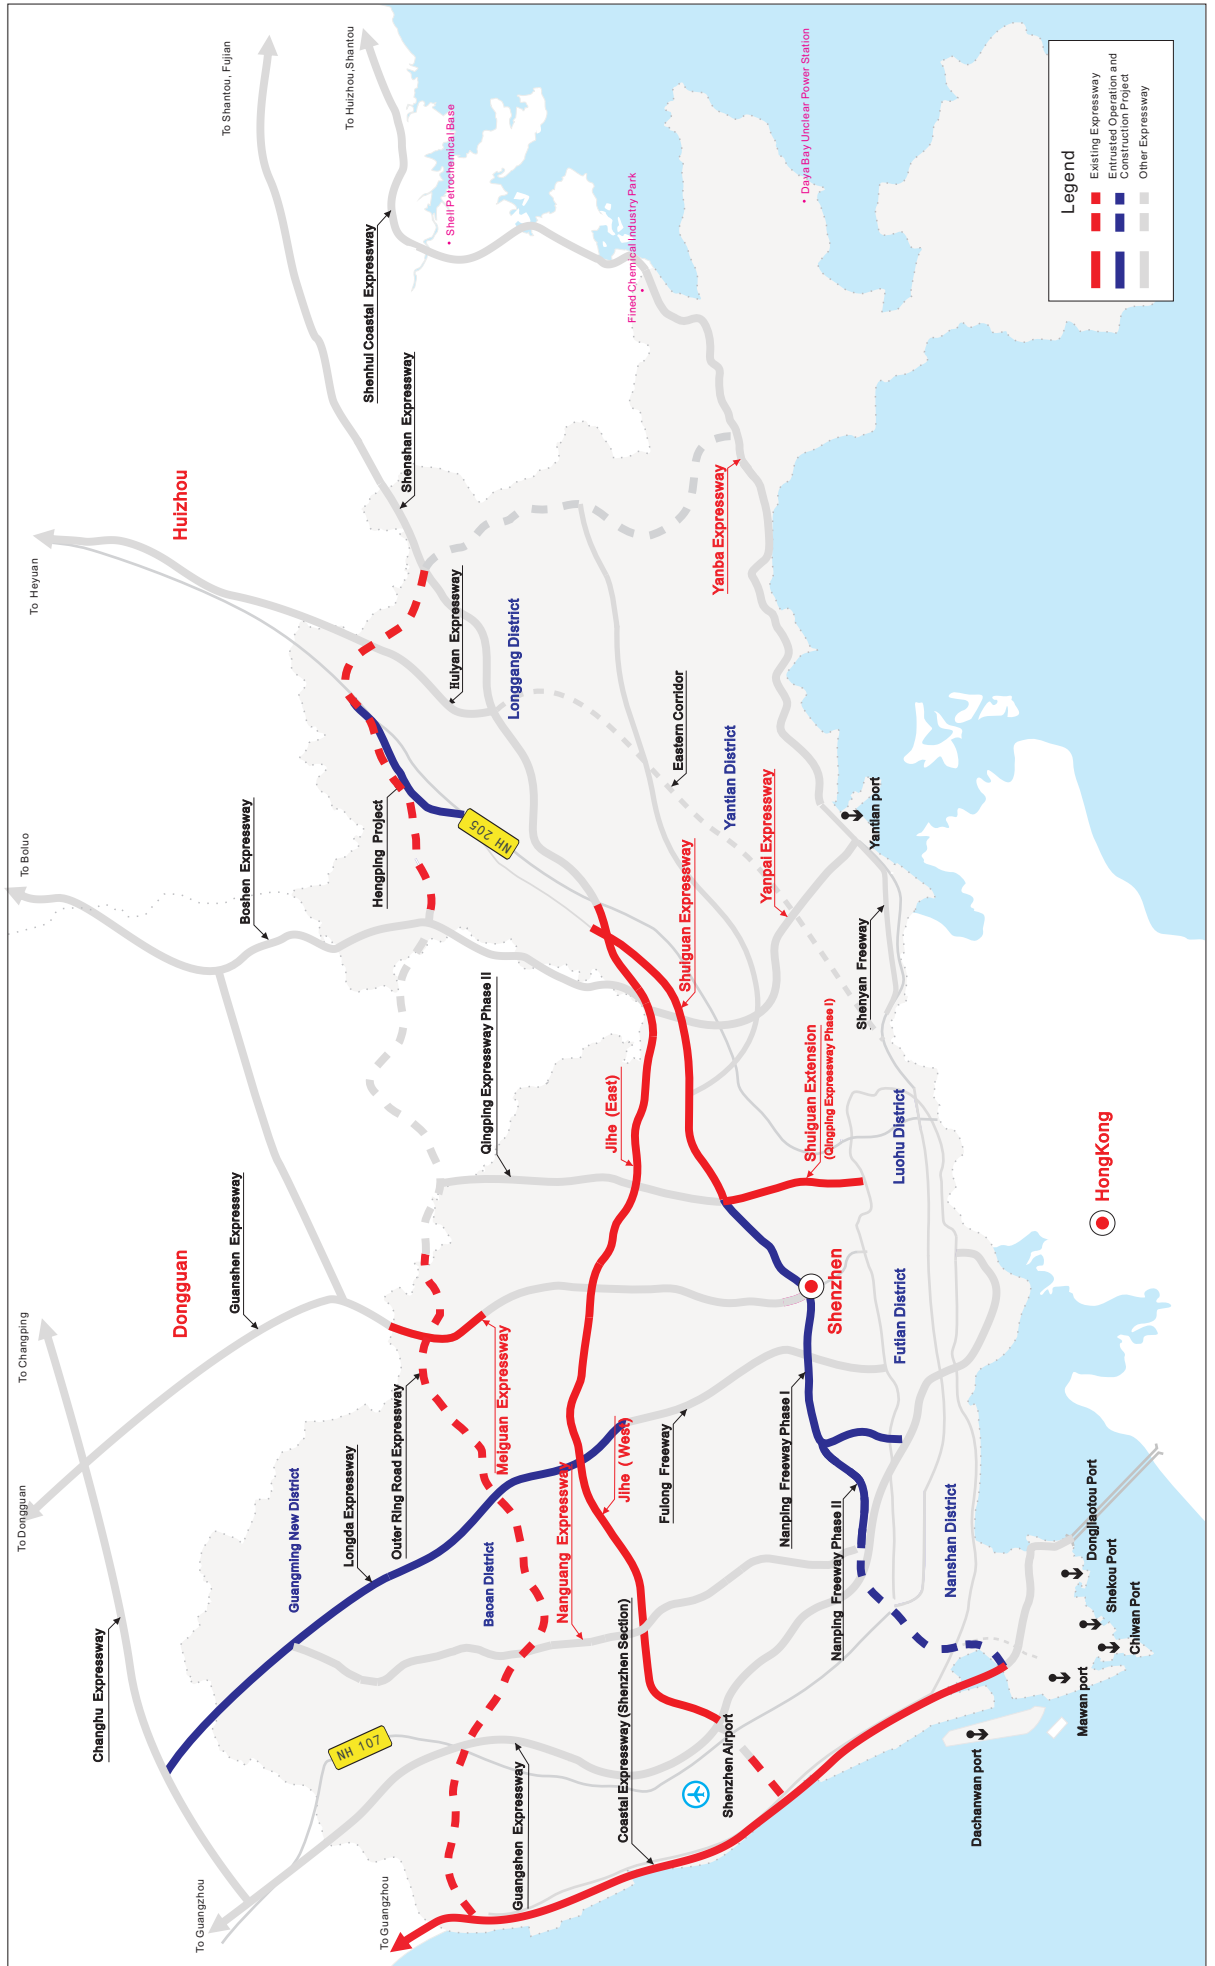 To Shantou, Fujian
To Huizhou,Shantou
• Shell Petrochemical Base
Fined Chemical Industry Park •
• Daya Bay Unclear Power Station
Legend
Existing Expressway
Entrusted Operation and
Construction Project
Other Expressway
Shenhui Coastal Expressway
Shenshan Expressway
Huizhou
To Heyuan
Huiyan Expressway
Longgang District
Yanba Expressway
Eastern Corridor
Yantian District
Yanpai Expressway
Yantian port
To Boluo
Boshen Expressway
Hengping Project
NH 205
Shuiguan Expressway
Shenyan Freeway
Qingping Expressway Phase II
Jihe (East)
Shuiguan Extension
(Qingping Expressway Phase I)
Luohu District
HongKong
Guanshen Expressway
Dongguan
To Changping
Shenzhen
Futian District
Meiguan Expressway
Outer Ring Road Expressway
Longda Expressway
Guangming New District
To Dongguan
Jihe (West)
Fulong Freeway
Nanping Freeway Phase I
Nanping Freeway Phase II
Nanshan District
Dongjiaotou Port
Shekou Port
Chiwan Port
Mawan port
Dachanwan port
Baoan District
Nanguang Expressway
Coastal Expressway (Shenzhen Section)
Changhu Expressway
NH 107
Shenzhen Airport
Guangshen Expressway
To Guangzhou
To Guangzhou